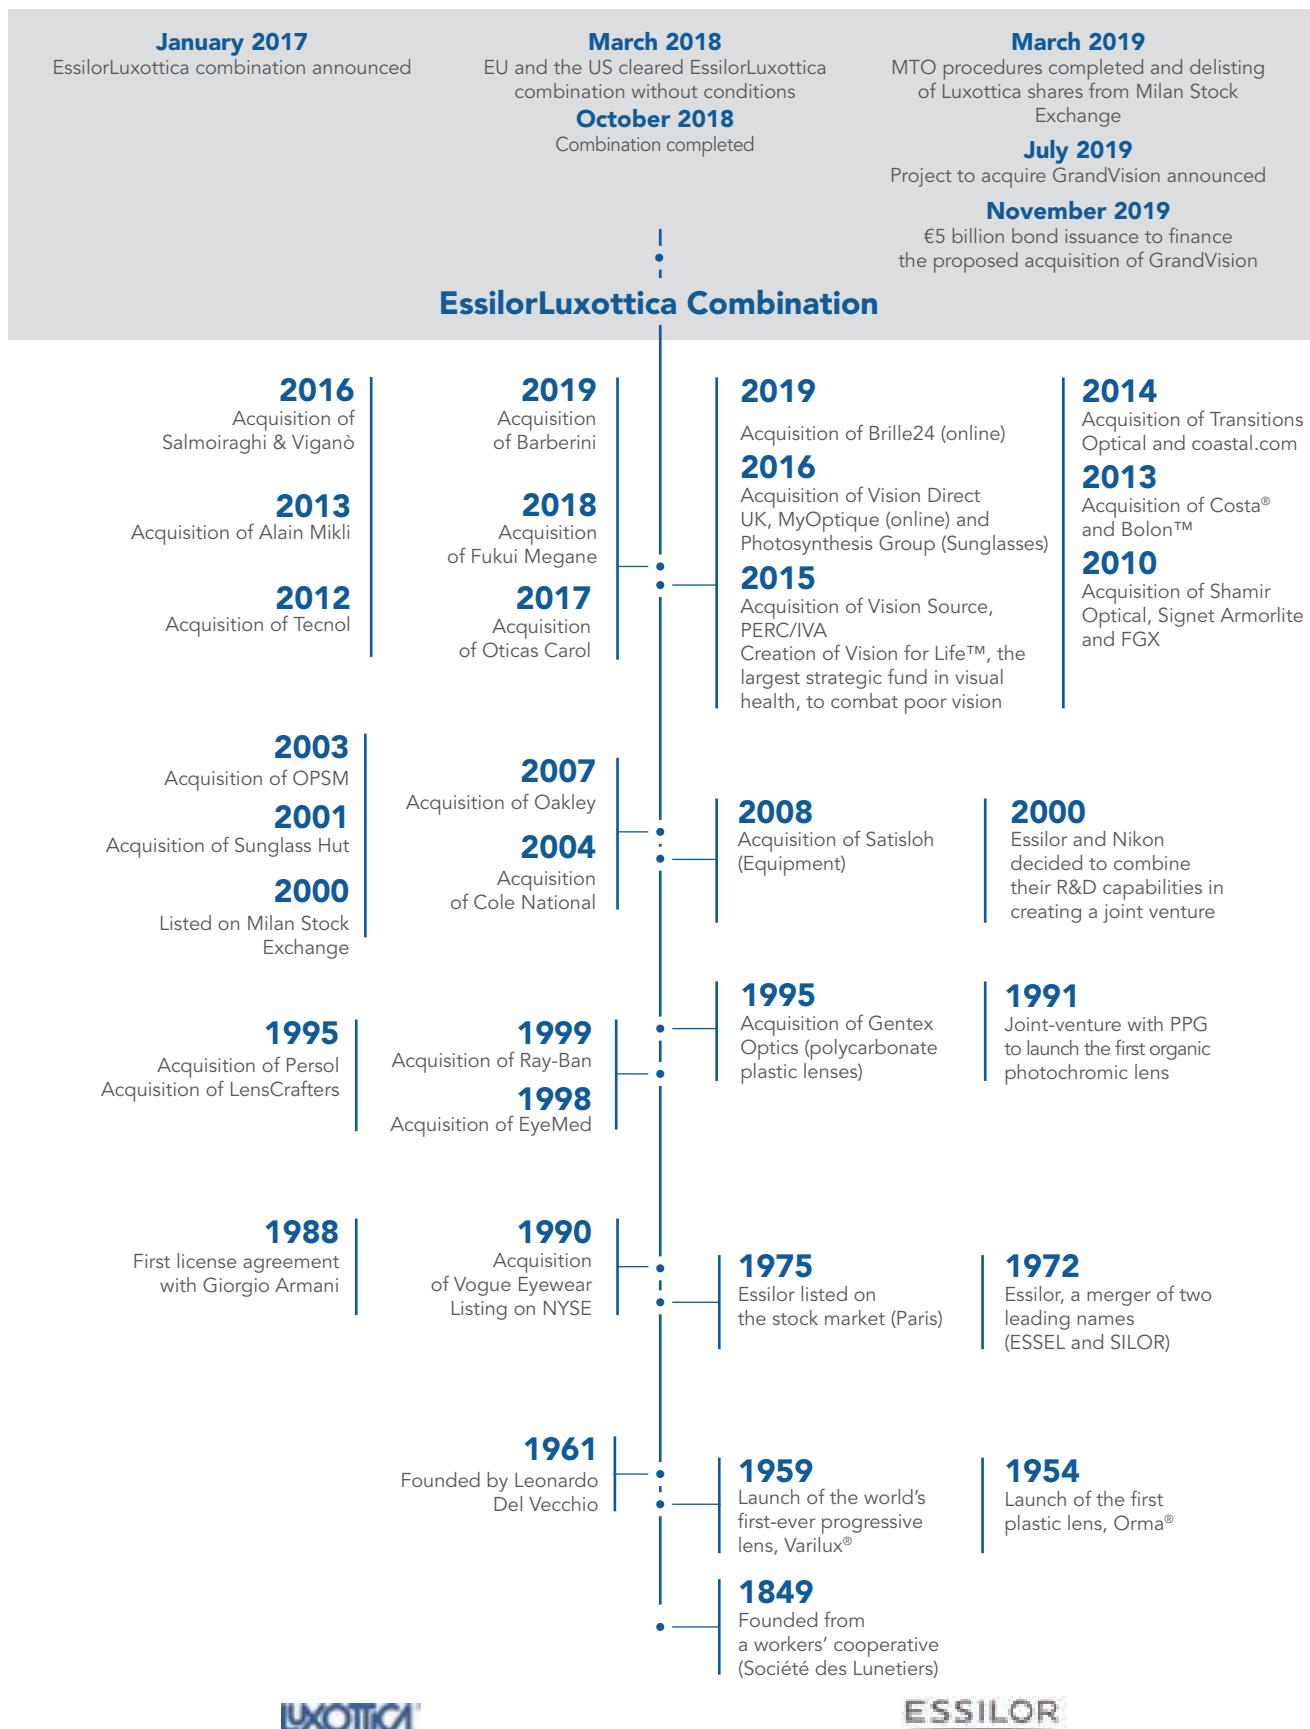 January 2017
EssilorLuxottica combination announced
March 2018
EU and the US cleared EssilorLuxottica
combination without conditions
October 2018
Combination completed
March 2019
MTO procedures completed and delisting
of Luxottica shares from Milan Stock
Exchange
July 2019
Project to acquire GrandVision announced
November 2019
€5 billion bond issuance to finance
the proposed acquisition of GrandVision
EssilorLuxottica Combination
2016
Acquisition of
Salmoiraghi & Viganò
2013
Acquisition of Alain Mikli
2012
Acquisition of Tecnol
2019
Acquisition
of Barberini
2018
Acquisition
of Fukui Megane
2017
Acquisition
of Oticas Carol
2019
Acquisition of Brille24 (online)
2016
Acquisition of Vision Direct
UK, MyOptique (online) and
Photosynthesis Group (Sunglasses)
2015
Acquisition of Vision Source,
PERC/IVA
Creation of Vision for Life™, the
largest strategic fund in visual
health, to combat poor vision
2014
Acquisition of Transitions
Optical and coastal.com
2013
Acquisition of Costa®
and Bolon™
2010
Acquisition of Shamir
Optical, Signet Armorlite
and FGX
2003
Acquisition of OPSM
2001
Acquisition of Sunglass Hut
2000
Listed on Milan Stock
Exchange
2007
Acquisition of Oakley
2004
Acquisition
of Cole National
2008
Acquisition of Satisloh
(Equipment)
2000
Essilor and Nikon
decided to combine
their R&D capabilities in
creating a joint venture
1995
Acquisition of Persol
Acquisition of LensCrafters
1999
Acquisition of Ray-Ban
1998
Acquisition of EyeMed
1995
Acquisition of Gentex
Optics (polycarbonate
plastic lenses)
1991
Joint-venture with PPG
to launch the first organic
photochromic lens
1988
First license agreement
with Giorgio Armani
1990
Acquisition
of Vogue Eyewear
Listing on NYSE
1975
Essilor listed on
the stock market (Paris)
1972
Essilor, a merger of two
leading names
(ESSEL and SILOR)
1961
Founded by Leonardo
Del Vecchio
1959
Launch of the world's
first-ever progressive
lens, Varilux®
1954
Launch of the first
plastic lens, Orma®
1849
Founded from
a workers' cooperative
(Société des Lunetiers)
LUXOTTICA
ESSILOR